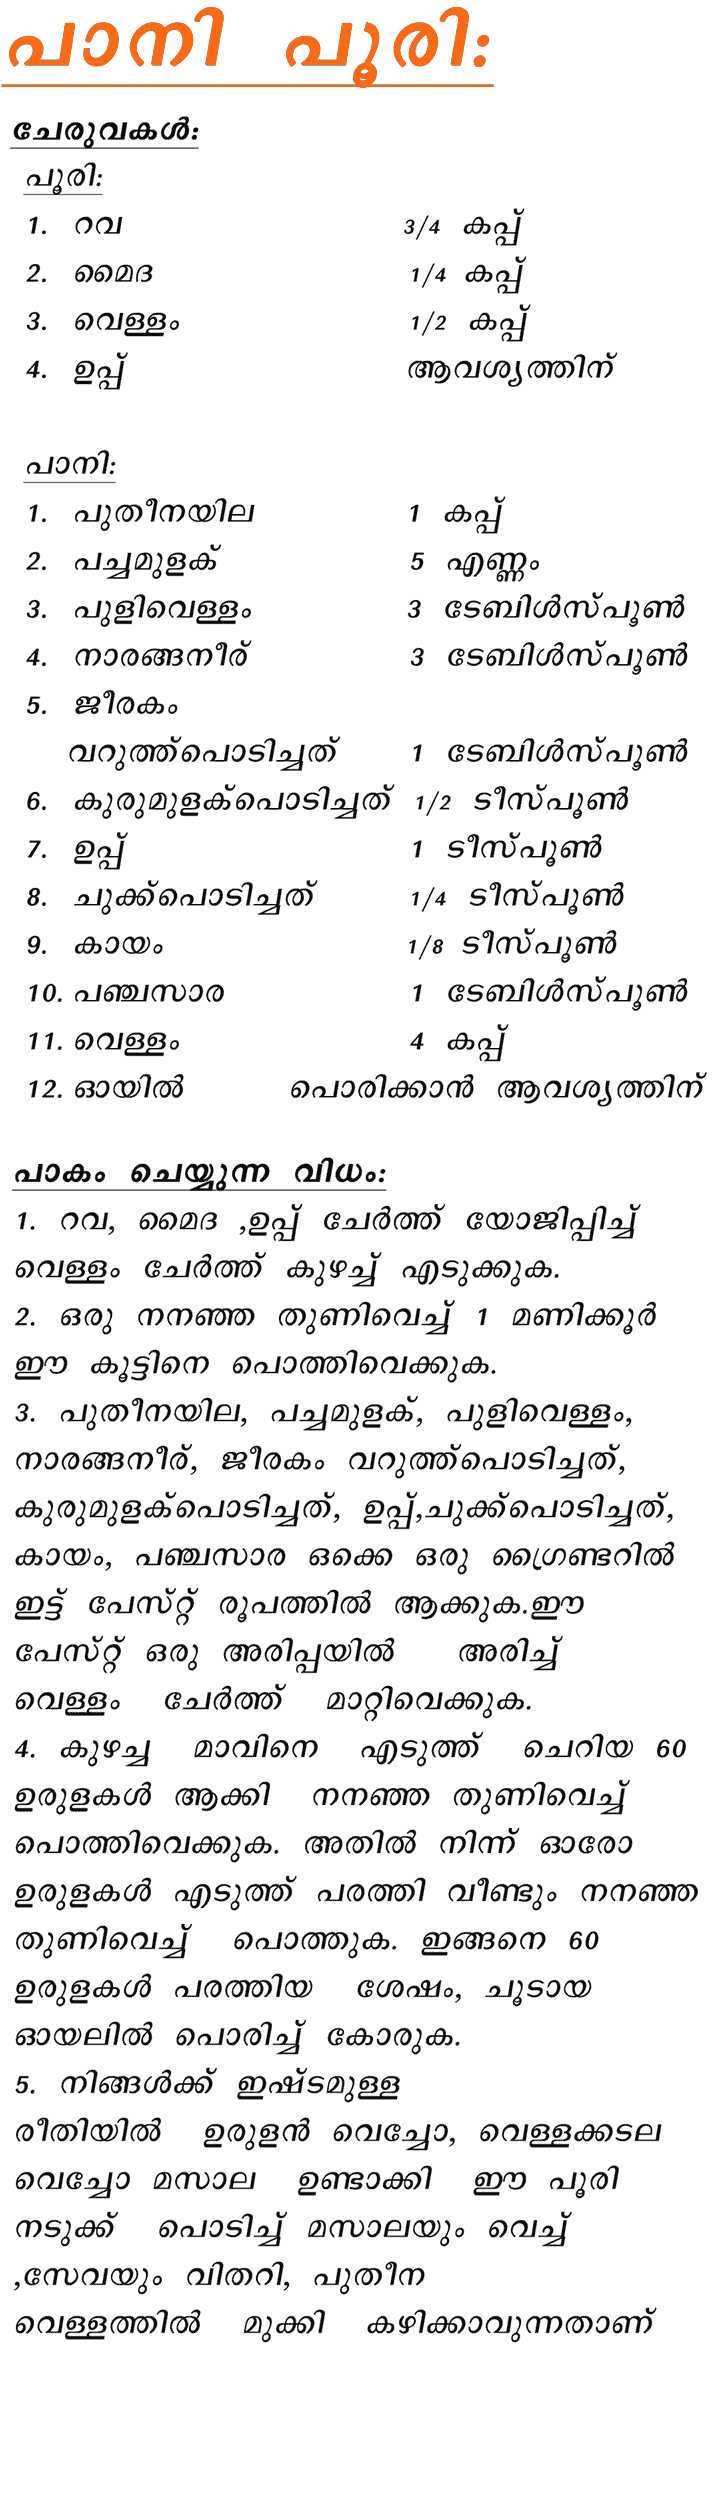 പാനി പൂരി:
ചേരുവകൾ:
പൂരി:
1. റവ 3/4 കപ്പ്
2. മൈദ 1/4 കപ്പ്
3. വെള്ളം 1/2 കപ്പ്
4. ഉപ്പ് ആവശ്യത്തിന്
പാനി:
1. പുതീനയില 1 കപ്പ്
2. പച്ചമുളക് 5 എണ്ണം
3. പുളിവെള്ളം 3 ടേബിൾസ്പൂൺ
4. നാരങ്ങനീര് 3 ടേബിൾസ്പൂൺ
5. ജീരകം
വറുത്ത്പൊടിച്ചത് 1 ടേബിൾസ്പൂൺ
6. കുരുമുളക്പൊടിച്ചത് 1/2 ടീസ്പൂൺ
7. ഉപ്പ് 1 ടീസ്പൂൺ
8. ചുക്ക്പൊടിച്ചത് 1/4 ടീസ്പൂൺ
9. കായം 1/8 ടീസ്പൂൺ
10. പഞ്ചസാര 1 ടേബിൾസ്പൂൺ
11. വെള്ളം 4 കപ്പ്
12. ഓയിൽ പൊരിക്കാൻ ആവശ്യത്തിന്
പാകം ചെയ്യുന്ന വിധം:
1. റവ, മൈദ ,ഉപ്പ് ചേർത്ത് യോജിപ്പിച്ച്
വെള്ളം ചേർത്ത് കുഴച്ച് എടുക്കുക.
2. ഒരു നനഞ്ഞ തുണിവെച്ച് 1 മണിക്കൂർ
ഈ കൂട്ടിനെ പൊത്തിവെക്കുക.
3. പുതീനയില, പച്ചമുളക്, പുളിവെള്ളം,
നാരങ്ങനീര്, ജീരകം വറുത്ത്പൊടിച്ചത്,
കുരുമുളക്പൊടിച്ചത്, ഉപ്പ്,ചുക്ക്പൊടിച്ചത്,
കായം, പഞ്ചസാര ഒക്കെ ഒരു ഗ്രൈണ്ടറിൽ
ഇട്ട് പേസ്റ്റ് രൂപത്തിൽ ആക്കുക.ഈ
പേസ്റ്റ് ഒരു അരിപ്പയിൽ അരിച്ച്
വെള്ളം ചേർത്ത് മാറ്റിവെക്കുക.
4. കുഴച്ച മാവിനെ എടുത്ത് ചെറിയ 60
ഉരുളകൾ ആക്കി നനഞ്ഞ തുണിവെച്ച്
പൊത്തിവെക്കുക. അതിൽ നിന്ന് ഓരോ
ഉരുളകൾ എടുത്ത് പരത്തി വീണ്ടും നനഞ്ഞ
തുണിവെച്ച് പൊത്തുക. ഇങ്ങനെ 60
ഉരുളകൾ പരത്തിയ ശേഷം, ചൂടായ
ഓയലിൽ പൊരിച്ച് കോരുക.
5. നിങ്ങൾക്ക് ഇഷ്ടമുള്ള
രീതിയിൽ ഉരുളൻ വെച്ചോ, വെള്ളക്കടല
വെച്ചോ മസാല ഉണ്ടാക്കി ഈ പൂരി
നടുക്ക് പൊടിച്ച് മസാലയും വെച്ച്
,സേവയും വിതറി, പുതീന
വെള്ളത്തിൽ മുക്കി കഴിക്കാവുന്നതാണ്